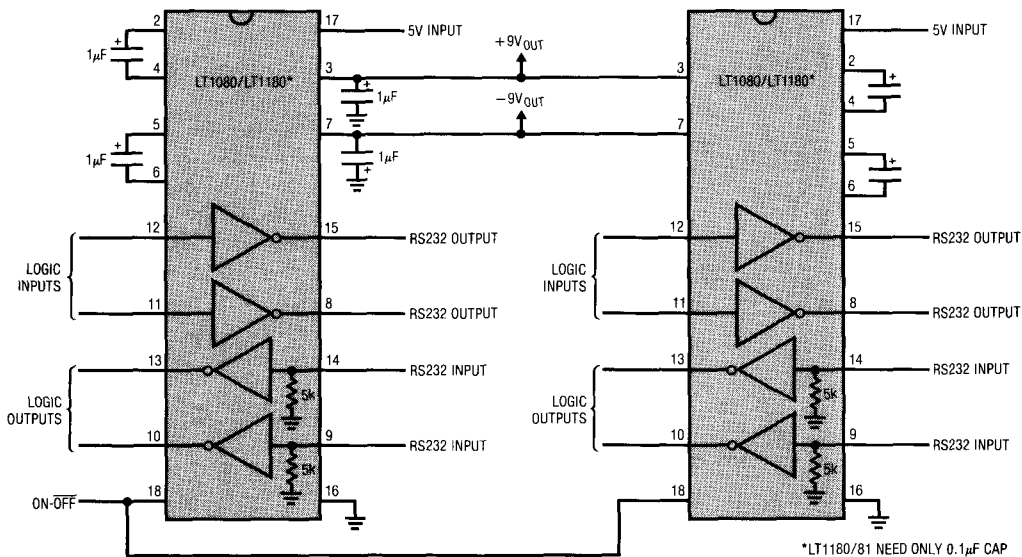 2
17
5V INPUT
1µF
+
4
LT1080/LT1180*
3
+9VOUT
+
1µF
5
7
−9VOUT
+
1µF
6
1µF
+
12
15
RS232 OUTPUT
LOGIC
INPUTS
11
8
RS232 OUTPUT
13
14
RS232 INPUT
5k
LOGIC
OUTPUTS
10
9
RS232 INPUT
5k
ON-OFF
18
16
17
5V INPUT
3
LT1080/LT1180*
2
+
4
7
5
+
6
12
15
RS232 OUTPUT
LOGIC
INPUTS
11
8
RS232 OUTPUT
13
14
RS232 INPUT
5k
LOGIC
OUTPUTS
10
9
RS232 INPUT
5k
18
16
*LT1180/81 NEED ONLY 0.1µF CAP